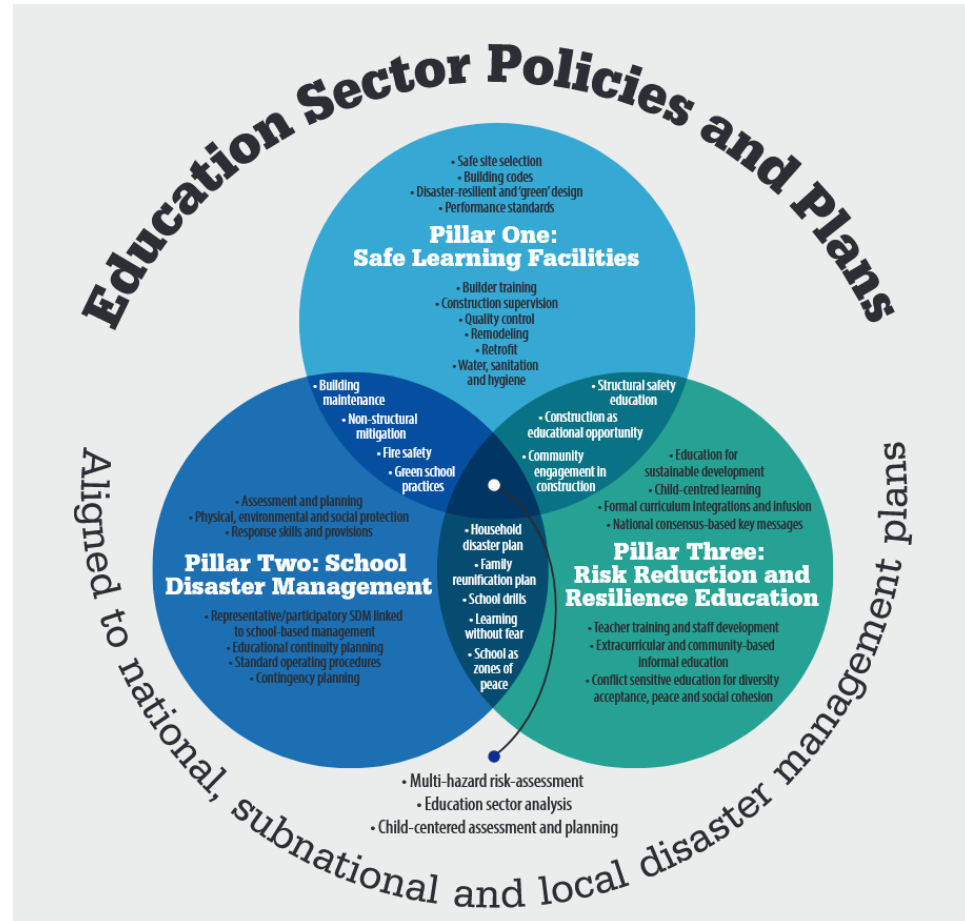 Education Sector Policies and Plans
• Safe site selection
• Building codes
• Disaster-resilient and ‘green’ design
• Performance standards
Pillar One:
Safe Learning Facilities
• Builder training
• Construction supervision
• Quality control
• Remodeling
• Retrofit
• Water, sanitation
and hygiene
• Building
maintenance
• Non-structural
mitigation
• Fire safety
• Green school
practices
• Structural safety
education
• Construction as
educational opportunity
• Community
engagement in
construction
• Assessment and planning
• Physical, environmental and social protection
• Response skills and provisions
Pillar Two: School
Disaster Management
• Representative/participatory SDM linked
to school-based management
• Educational continuity planning
• Standard operating procedures
• Contingency planning
• Household
disaster plan
• Family
reunification plan
• School drills
• Learning
without fear
• School as
zones of
peace
• Education for
sustainable development
• Child-centred learning
• Formal curriculum integrations and infusion
• National consensus-based key messages
Pillar Three:
Risk Reduction and
Resilience Education
• Teacher training and staff development
• Extracurricular and community-based
informal education
• Conflict sensitive education for diversity
acceptance, peace and social cohesion
• Multi-hazard risk-assessment
• Education sector analysis
• Child-centered assessment and planning
Aligned to national, subnational and local disaster management plans